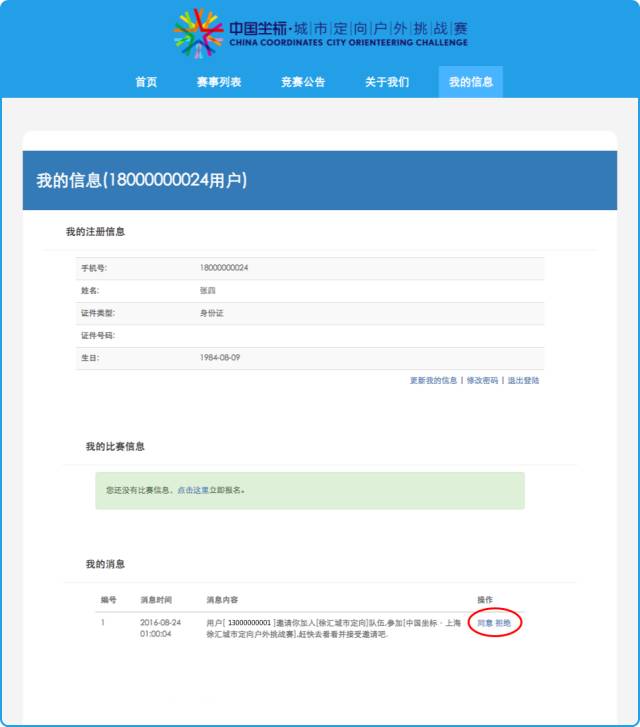 中国坐标·城市定向户外挑战赛
CHINA COORDINATES CITY ORIENTEERING CHALLENGE
首页 赛事列表 竞赛公告 关于我们 我的信息
我的信息(18000000024用户)
我的注册信息
手机号: 18000000024
姓名: 张四
证件类型: 身份证
证件号码:
生日: 1984-08-09
更新我的信息 | 修改密码 | 退出登陆
我的比赛信息
您还没有比赛信息、点击这里立即报名。
我的消息
编号 消息时间 消息内容 操作
1 2016-08-24 用户[ 13000000001 ]邀请你加入[徐汇城市定向]队伍,参加[中国坐标 · 上海 同意 拒绝
01:00:04 徐汇城市定向户外挑战赛],赶快去看看并接受邀请吧.